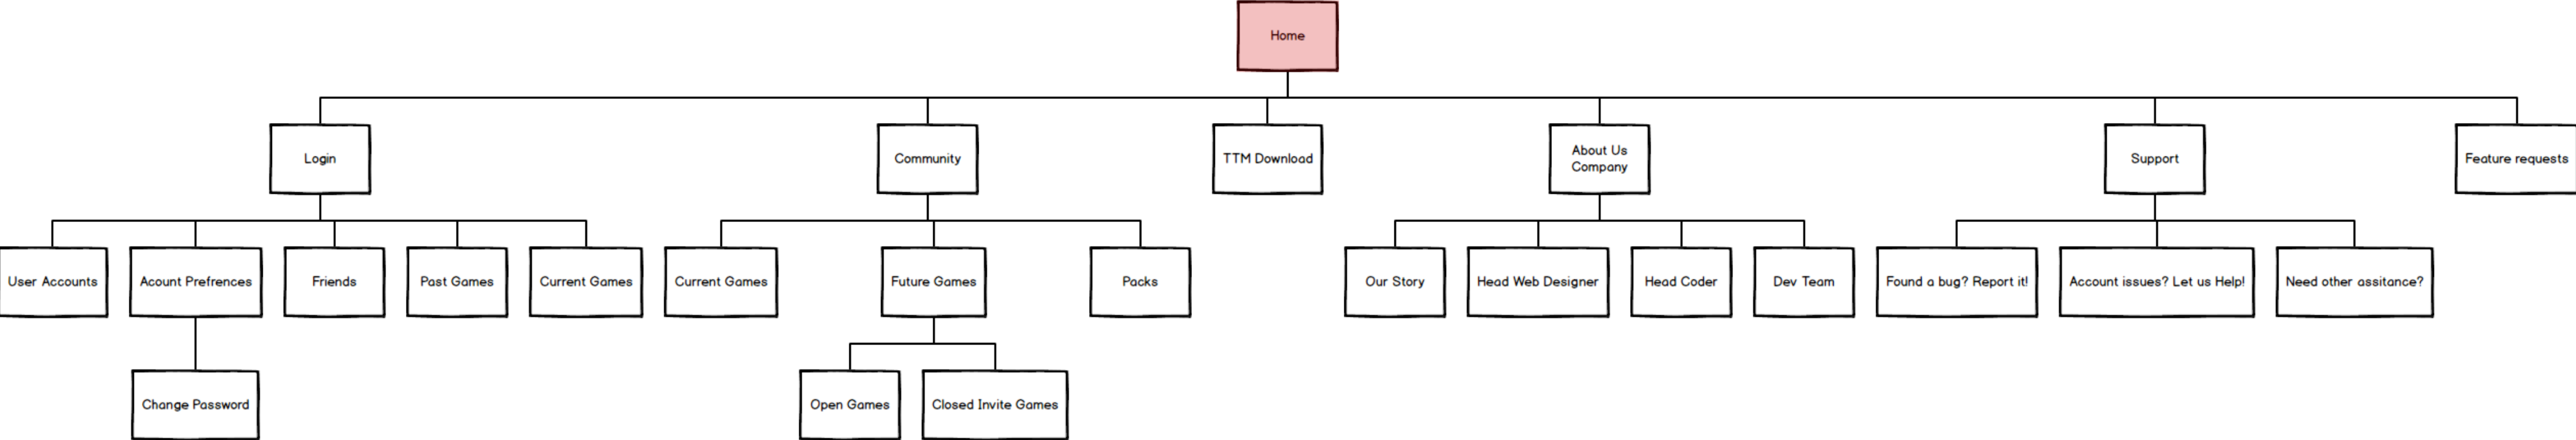 Home
Login
Community
TTM Download
About Us
Company
Support
Feature requests
User Accounts
Acount Prefrences
Friends
Past Games
Current Games
Current Games
Future Games
Packs
Our Story
Head Web Designer
Head Coder
Dev Team
Found a bug? Report it!
Account issues? Let us Help!
Need other assitance?
Change Password
Open Games
Closed Invite Games